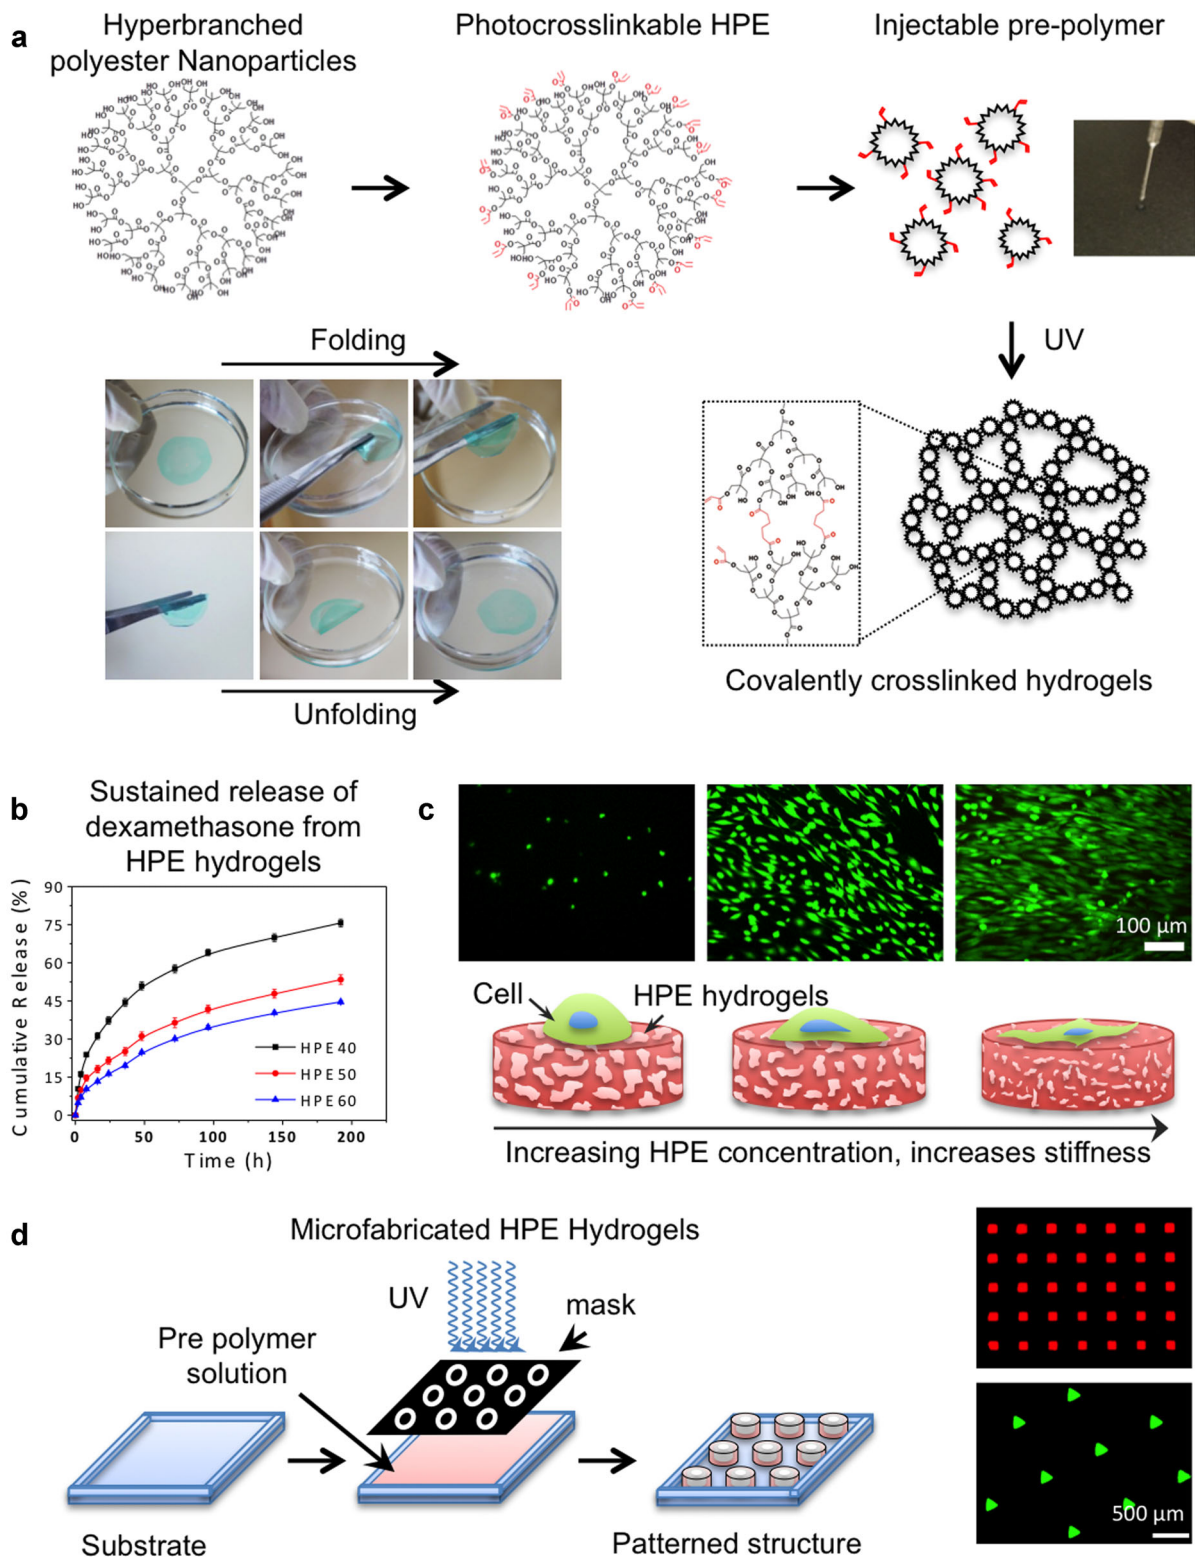 a
Hyperbranched
polyester Nanoparticles
Photocrosslinkable HPE
Injectable pre-polymer
UV
Folding
Unfolding
Covalently crosslinked hydrogels
b
Sustained release of
dexamethasone from
HPE hydrogels
Cumulative Release (%)
90
75
60
45
30
15
0
HPE40
HPE50
HPE60
0 50 100 150 200
Time (h)
c
100 µm
Cell
HPE hydrogels
Increasing HPE concentration, increases stiffness
d
Microfabricated HPE Hydrogels
UV
mask
Pre polymer
solution
Substrate
Patterned structure
500 µm